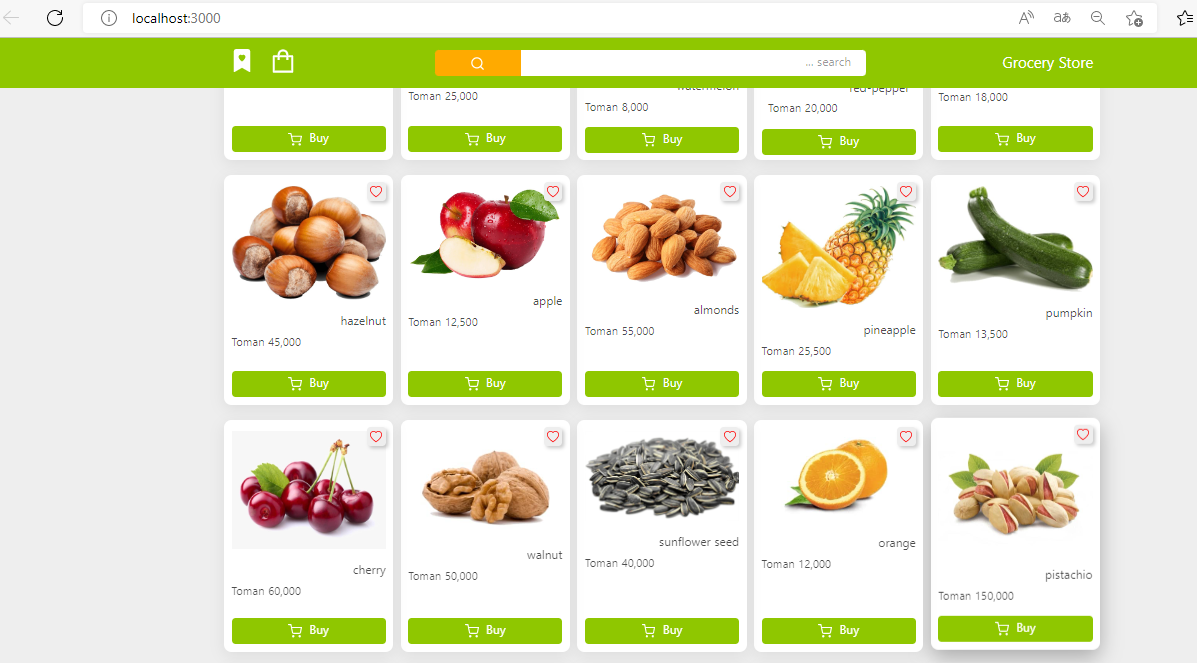 localhost:3000
... search
Grocery Store
watermelon
red-pepper
Toman 25,000
Toman 8,000
Toman 20,000
Toman 18,000
Buy
Buy
Buy
Buy
Buy
hazelnut
Toman 45,000
Buy
apple
Toman 12,500
Buy
almonds
Toman 55,000
Buy
pineapple
Toman 25,500
Buy
pumpkin
Toman 13,500
Buy
cherry
Toman 60,000
Buy
walnut
Toman 50,000
Buy
sunflower seed
Toman 40,000
Buy
orange
Toman 12,000
Buy
pistachio
Toman 150,000
Buy